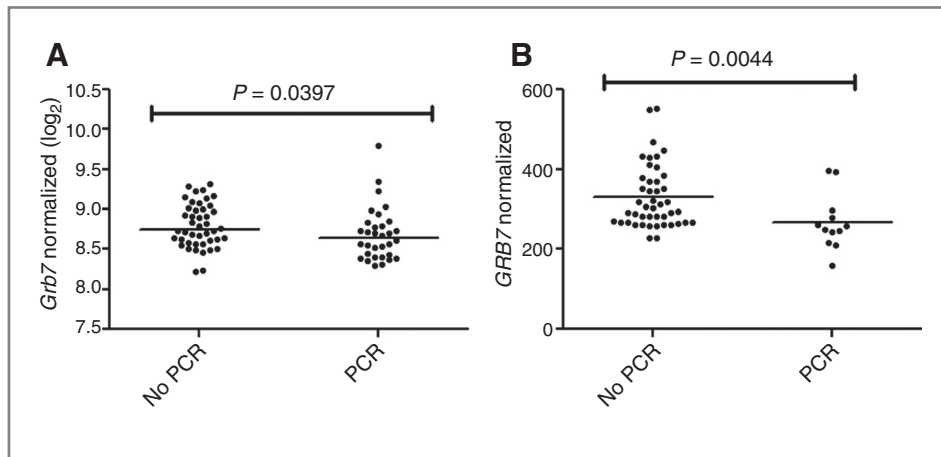 A
P = 0.0397
Grb7 normalized (log2)
10.5
10.0
9.5
9.0
8.5
8.0
7.5
No PCR
PCR
B
P = 0.0044
GRB7 normalized
600
400
200
0
No PCR
PCR